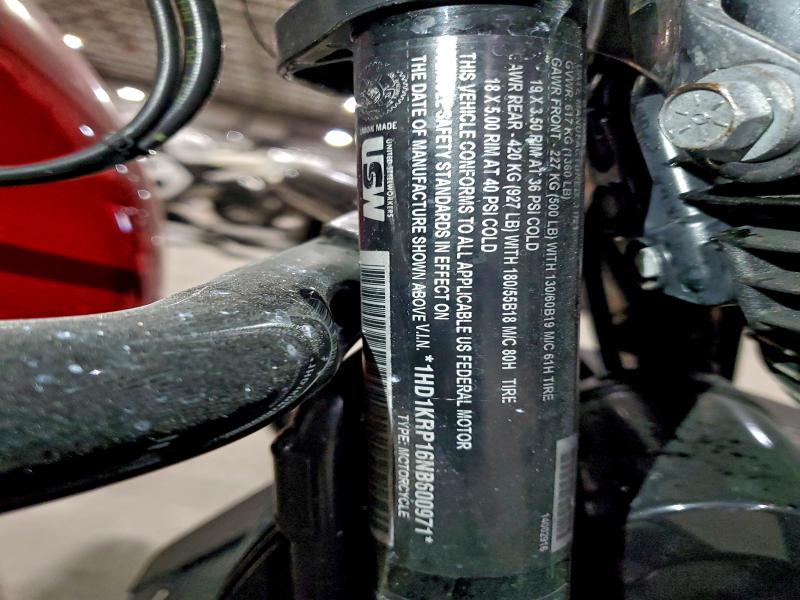 GVWR: 617 KG (1360 LB)
GAWR FRONT - 227 KG (500 LB) WITH 130/60B19 M/C 61H TIRE
19 X 3.50 RIM AT 36 PSI COLD
GAWR REAR - 420 KG (927 LB) WITH 180/55B18 M/C 80H TIRE
18 X 5.00 RIM AT 40 PSI COLD
THIS VEHICLE CONFORMS TO ALL APPLICABLE US FEDERAL MOTOR
SAFETY STANDARDS IN EFFECT ON
THE DATE OF MANUFACTURE SHOWN ABOVE V.I.N. *1HD1KRP16NB600971*
TYPE: MOTORCYCLE
UNION MADE
USW
UNITED STEELWORKERS
14002916